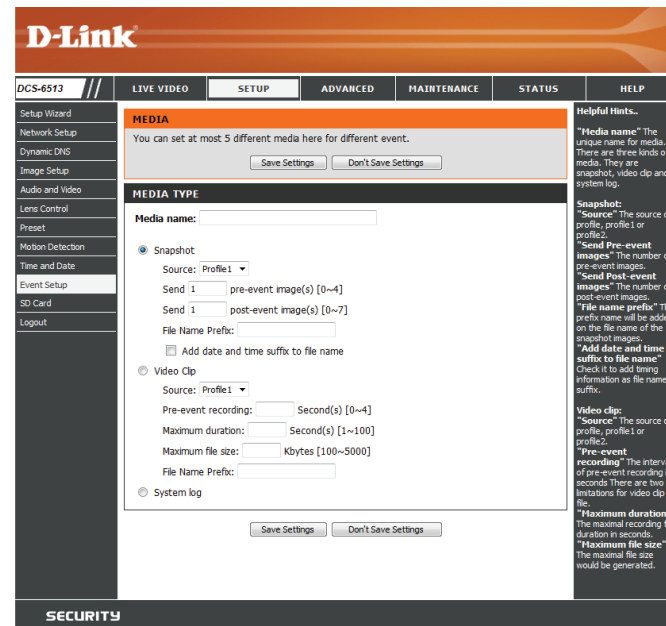 D-Link
DCS-6513 LIVE VIDEO SETUP ADVANCED MAINTENANCE STATUS HELP
Setup Wizard
Network Setup
Dynamic DNS
Image Setup
Audio and Video
Lens Control
Preset
Motion Detection
Time and Date
Event Setup
SD Card
Logout
MEDIA
You can set at most 5 different media here for different event.
Save Settings Don't Save Settings
MEDIA TYPE
Media name:
Snapshot
Source: Profile1
Send 1 pre-event image(s) [0~4]
Send 1 post-event image(s) [0~7]
File Name Prefix:
Add date and time suffix to file name
Video Clip
Source: Profile1
Pre-event recording: Second(s) [0~4]
Maximum duration: Second(s) [1~100]
Maximum file size: Kbytes [100~5000]
File Name Prefix:
System log
Save Settings Don't Save Settings
Helpful Hints..
"Media name" The
unique name for media.
There are three kinds
media. They are
snapshot, video clip
system log.
Snapshot:
"Source" The source
profile, profile1 or
profile2.
"Send Pre-event
images" The number
pre-event images.
"Send Post-event
images" The number
post-event images.
"File name prefix"
prefix name will be
on the file name of the
snapshot images.
"Add date and time
suffix to file name"
Check it to add timing
information as file name
suffix.
Video clip:
"Source" The source
profile, profile1 or
profile2.
"Pre-event
recording" The
of pre-event recording
seconds There are two
limitations for video clip
file.
"Maximum duration
The maximal recording
duration in seconds.
"Maximum file size"
The maximal file size
would be generated.
SECURITY